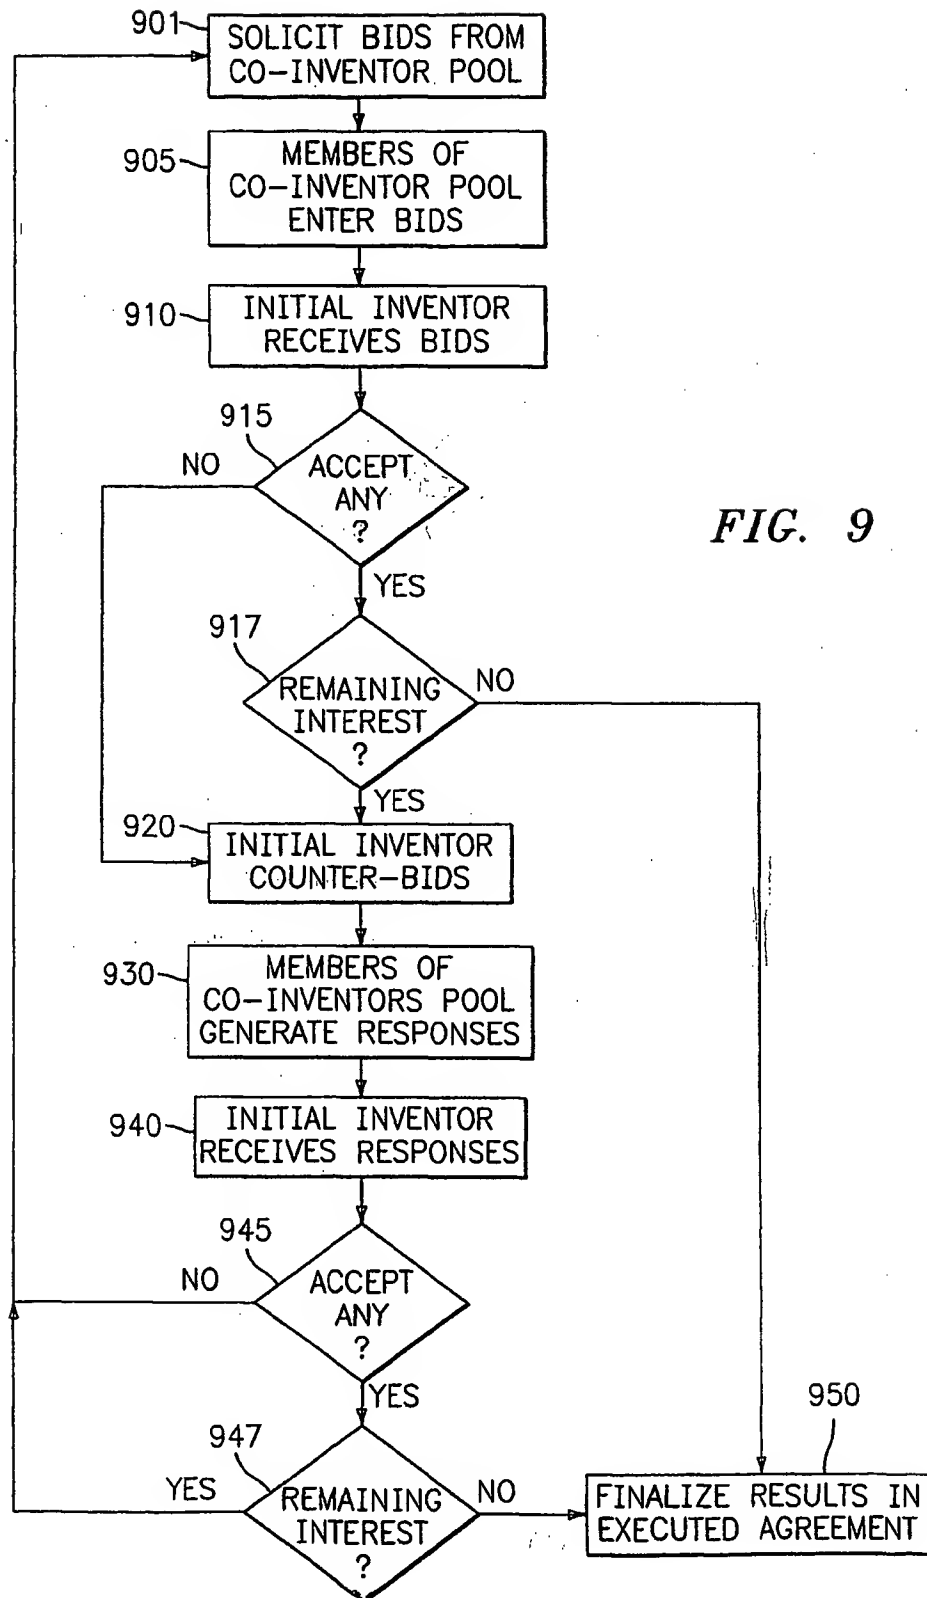 901
SOLICIT BIDS FROM
CO-INVENTOR POOL
905
MEMBERS OF
CO-INVENTOR POOL
ENTER BIDS
910
INITIAL INVENTOR
RECEIVES BIDS
915
NO
ACCEPT
ANY
?
FIG. 9
YES
917
REMAINING
INTEREST
?
NO
YES
920
INITIAL INVENTOR
COUNTER-BIDS
930
MEMBERS OF
CO-INVENTORS POOL
GENERATE RESPONSES
940
INITIAL INVENTOR
RECEIVES RESPONSES
945
NO
ACCEPT
ANY
?
YES
947
YES
REMAINING
INTEREST
?
NO
950
FINALIZE RESULTS IN
EXECUTED AGREEMENT